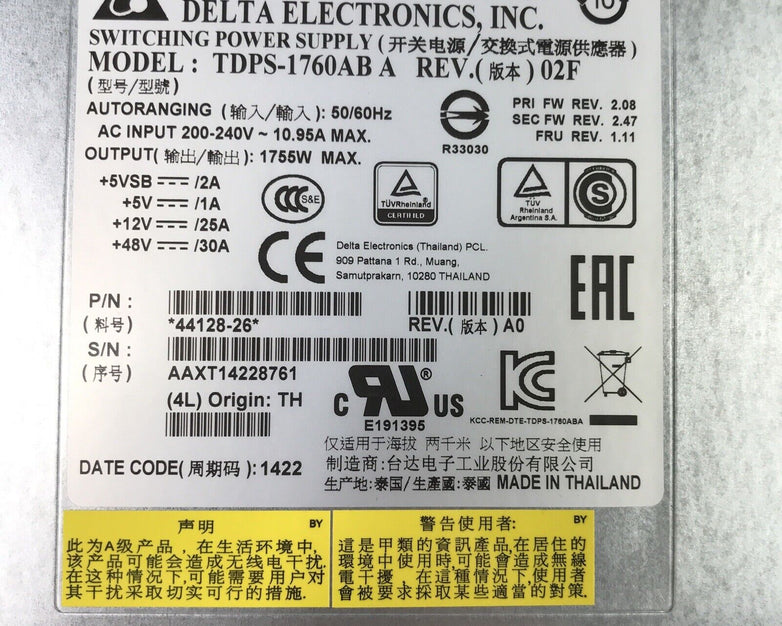 DELTA ELECTRONICS, INC.
10
SWITCHING POWER SUPPLY (开关电源/交換式電源供應器)
MODEL : TDPS-1760AB A REV.(版本) 02F
(型号/型號)
AUTORANGING (输入/輸入): 50/60Hz
AC INPUT 200-240V ~ 10.95A MAX.
OUTPUT(输出/輸出): 1755W MAX.
PRI FW REV. 2.08
SEC FW REV. 2.47
FRU REV. 1.11
R33030
+5VSB /2A
+5V /1A
+12V /25A
+48V /30A
CCC S&E
TÜVRheinland
CERTIFIED
TÜV
Rheinland
Argentina S.A.
S
CE
Delta Electronics (Thailand) PCL.
909 Pattana 1 Rd., Muang,
Samutprakarn, 10280 THAILAND
EAC
P/N :
(料号) *44128-26* REV.(版本) A0
S/N :
(序号) AAXT14228761
(4L) Origin: TH
c RU ® US
E191395
KC
KCC-REM-DTE-TDPS-1760ABA
仅适用于海拔 两千米 以下地区安全使用
DATE CODE(周期码):1422
制造商:台达电子工业股份有限公司
生产地:泰国/生產國:泰國 MADE IN THAILAND
声明 BY
此为A级产品，在生活环境中,
该产品可能会造成无线电干扰.
在这种情况下,可能需要用户对
其干扰采取切实可行的措施.
警告使用者: BY
這是甲類的資訊產品,在居住的
環境中使用時,可能會造成無線
電干擾，在這種情況下,使用者
會被要求採取某些適當的對策.